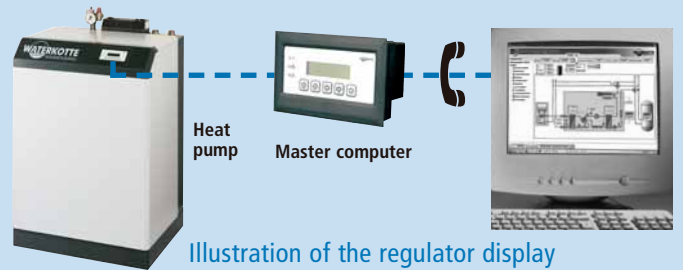 WATERKOTTE
Heat
pump
Master computer
Illustration of the regulator display